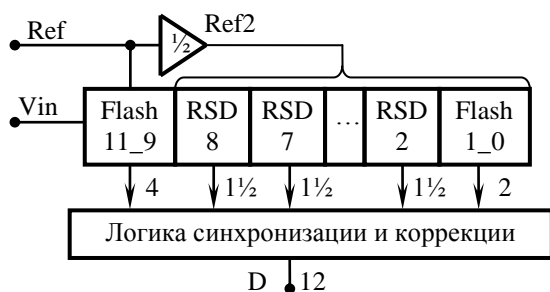 Ref
½
Ref2
Vin
Flash 11_9
RSD 8
RSD 7
...
RSD 2
Flash 1_0
4
1½
1½
1½
2
Логика синхронизации и коррекции
D
12